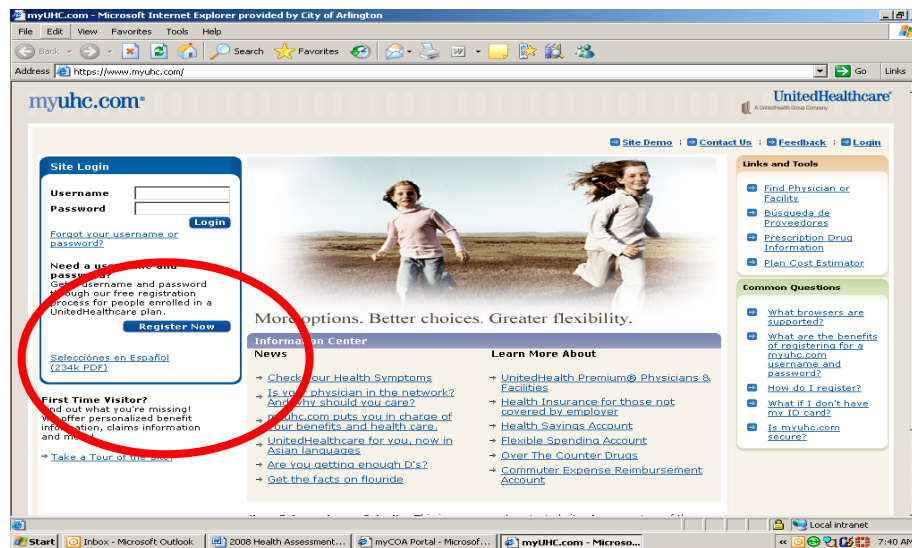 myUHC.com - Microsoft Internet Explorer provided by City of Arlington
File Edit View Favorites Tools Help
Back Search Favorites
Address https://www.myuhc.com/ Go Links
myuhc.com®
UnitedHealthcare®
A UnitedHealth Group Company
Site Demo Contact Us Feedback Login
Site Login
Username
Password
Login
Forgot your username or
password?
Need a username and
password?
Get a username and password
through our free registration
process for people enrolled in a
UnitedHealthcare plan.
Register Now
Selecciónes en Español
(234k PDF)
First Time Visitor?
Find out what you're missing!
We offer personalized benefit
information, claims information,
and more!
Take a Tour of the Site!
More options. Better choices. Greater flexibility.
Information Center
News
Check Your Health Symptoms
Is your physician in the network?
And why should you care?
myuhc.com puts you in charge of
your benefits and health care.
UnitedHealthcare for you, now in
Asian languages
Are you getting enough D's?
Get the facts on flouride
Learn More About
UnitedHealth Premium® Physicians &
Facilities
Health Insurance for those not
covered by employer
Health Savings Account
Flexible Spending Account
Over The Counter Drugs
Commuter Expense Reimbursement
Account
Links and Tools
Find Physician or
Facility
Búsqueda de
Proveedores
Prescription Drug
Information
Plan Cost Estimator
Common Questions
What browsers are
supported?
What are the benefits
of registering for a
myuhc.com
username and
password?
How do I register?
What if I don't have
my ID card?
Is myuhc.com
secure?
Local intranet
Start Inbox - Microsoft Outlook 2008 Health Assessment... myCOA Portal - Microsof... myUHC.com - Microso... 7:40 AM